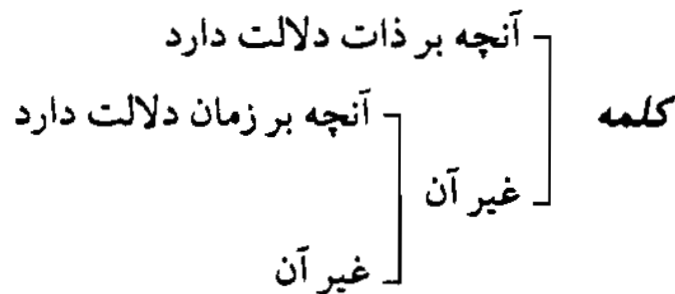 آنچه بر ذات دلالت دارد
کلمه
آنچه بر زمان دلالت دارد
غیر آن
غیر آن